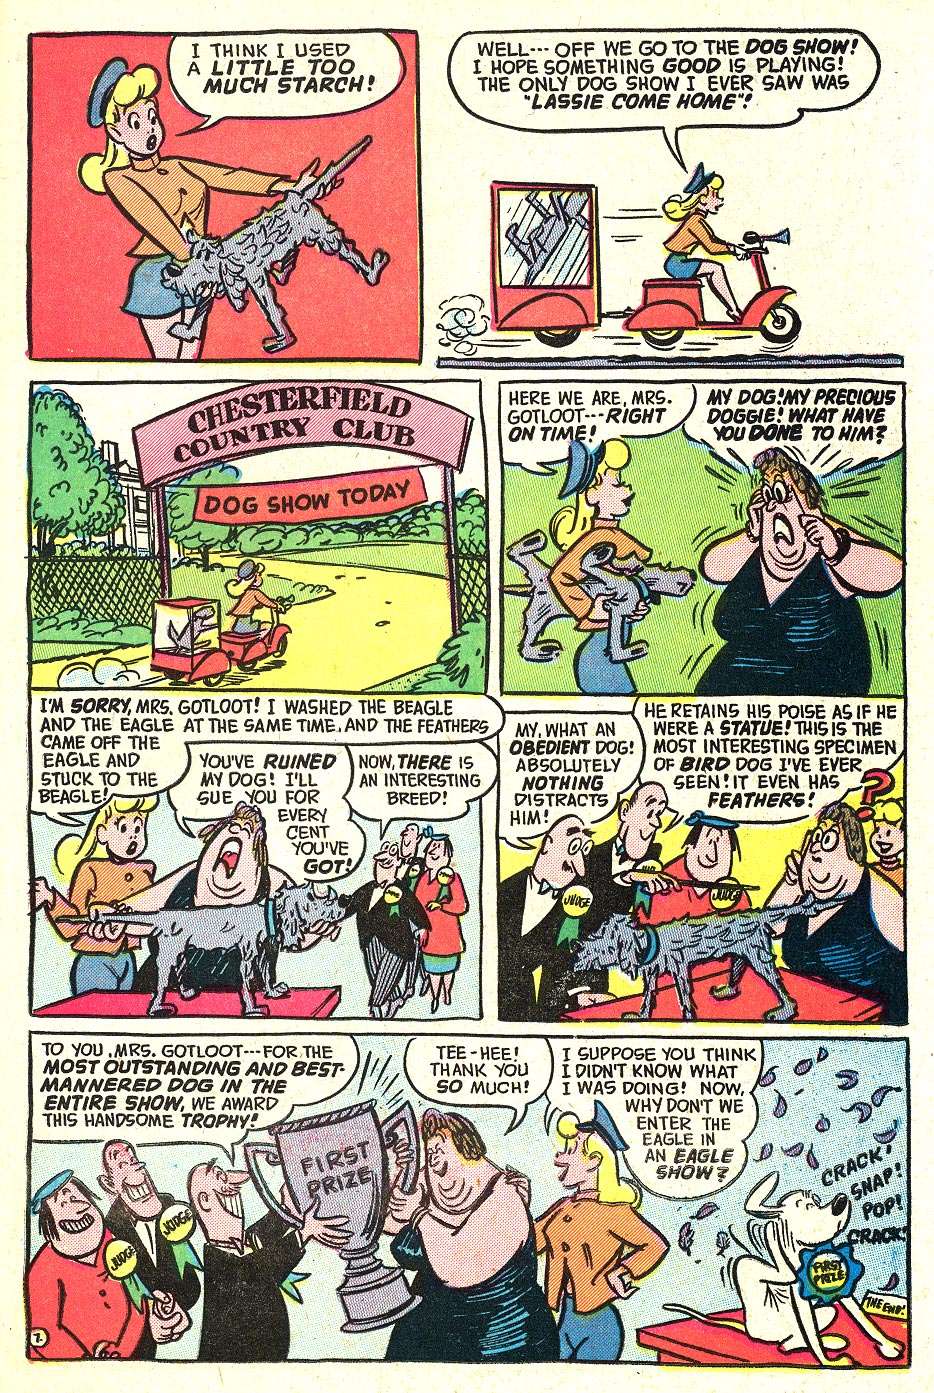 I THINK I USED
A LITTLE TOO
MUCH STARCH!
WELL--- OFF WE GO TO THE DOG SHOW!
I HOPE SOMETHING GOOD IS PLAYING!
THE ONLY DOG SHOW I EVER SAW WAS
"LASSIE COME HOME"!
CHESTERFIELD
COUNTRY CLUB
DOG SHOW TODAY
HERE WE ARE, MRS.
GOTLOOT--- RIGHT
ON TIME!
MY DOG! MY PRECIOUS
DOGGIE! WHAT HAVE
YOU DONE TO HIM?
I'M SORRY, MRS. GOTLOOT! I WASHED THE BEAGLE
AND THE EAGLE AT THE SAME TIME, AND THE FEATHERS
CAME OFF THE
EAGLE AND
STUCK TO THE
BEAGLE!
YOU'VE RUINED
MY DOG! I'LL
SUE YOU FOR
EVERY
CENT
YOU'VE
GOT!
NOW, THERE IS
AN INTERESTING
BREED!
MY, WHAT AN
OBEDIENT DOG!
ABSOLUTELY
NOTHING
DISTRACTS
HIM!
HE RETAINS HIS POISE AS IF HE
WERE A STATUE! THIS IS THE
MOST INTERESTING SPECIMEN
OF BIRD DOG I'VE EVER
SEEN! IT EVEN HAS
FEATHERS!
?
JUDGE
JUDGE
TO YOU, MRS. GOTLOOT--- FOR THE
MOST OUTSTANDING AND BEST-
MANNERED DOG IN THE
ENTIRE SHOW, WE AWARD
THIS HANDSOME TROPHY!
TEE-HEE!
THANK YOU
SO MUCH!
I SUPPOSE YOU THINK
I DIDN'T KNOW WHAT
I WAS DOING! NOW,
WHY DON'T WE
ENTER THE
EAGLE IN
AN EAGLE
SHOW?
FIRST
PRIZE
JUDGE
JUDGE
CRACK!
SNAP!
POP!
CRACK!
FIRST
PRIZE
THE END!
7.